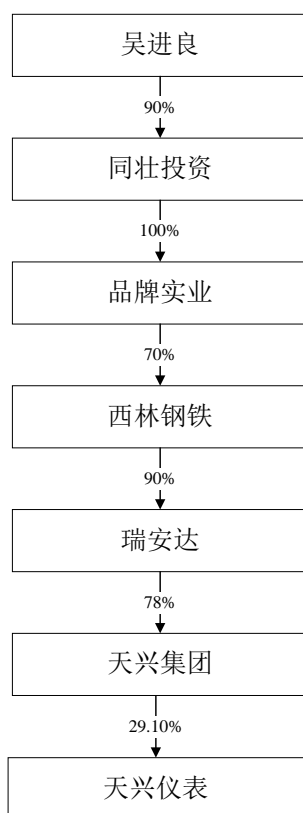 吴进良
90%
同壮投资
100%
品牌实业
70%
西林钢铁
90%
瑞安达
78%
天兴集团
29.10%
天兴仪表